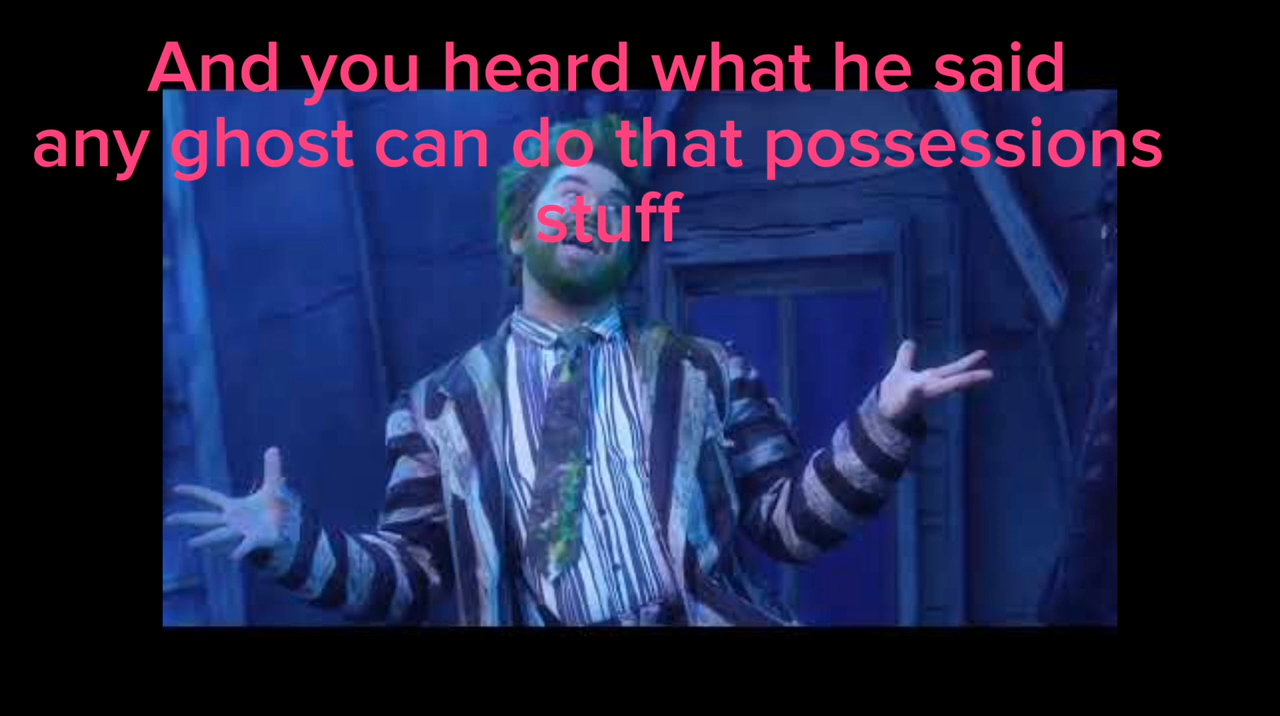 And you heard what he said
any ghost can do that possessions
stuff